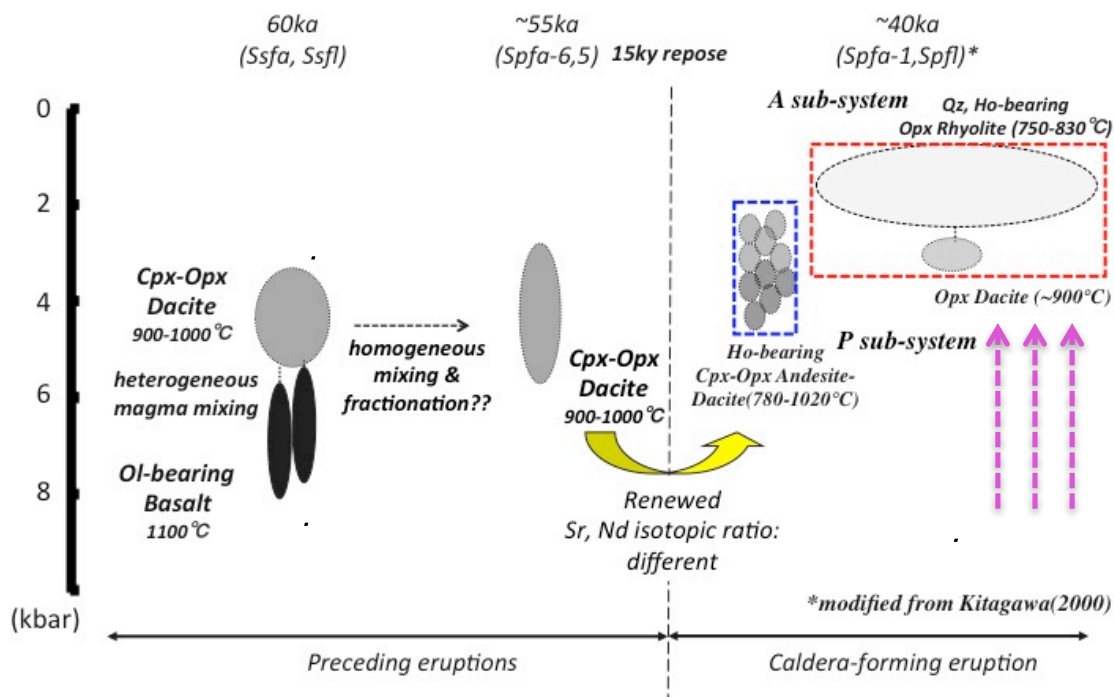 60ka
(Ssfa, Ssfl)
~55ka
(Spfa-6,5)
15ky repose
~40ka
(Spfa-1,Spfl)*
0
2
4
6
8
(kbar)
Cpx-Opx
Dacite
900-1000℃
heterogeneous
magma mixing
Ol-bearing
Basalt
1100℃
homogeneous
mixing &
fractionation??
Cpx-Opx
Dacite
900-1000℃
Renewed
Sr, Nd isotopic ratio:
different
A sub-system
Qz, Ho-bearing
Opx Rhyolite (750-830℃)
Opx Dacite (~900°C)
P sub-system
Ho-bearing
Cpx-Opx Andesite-
Dacite(780-1020°C)
*modified from Kitagawa(2000)
Preceding eruptions
Caldera-forming eruption